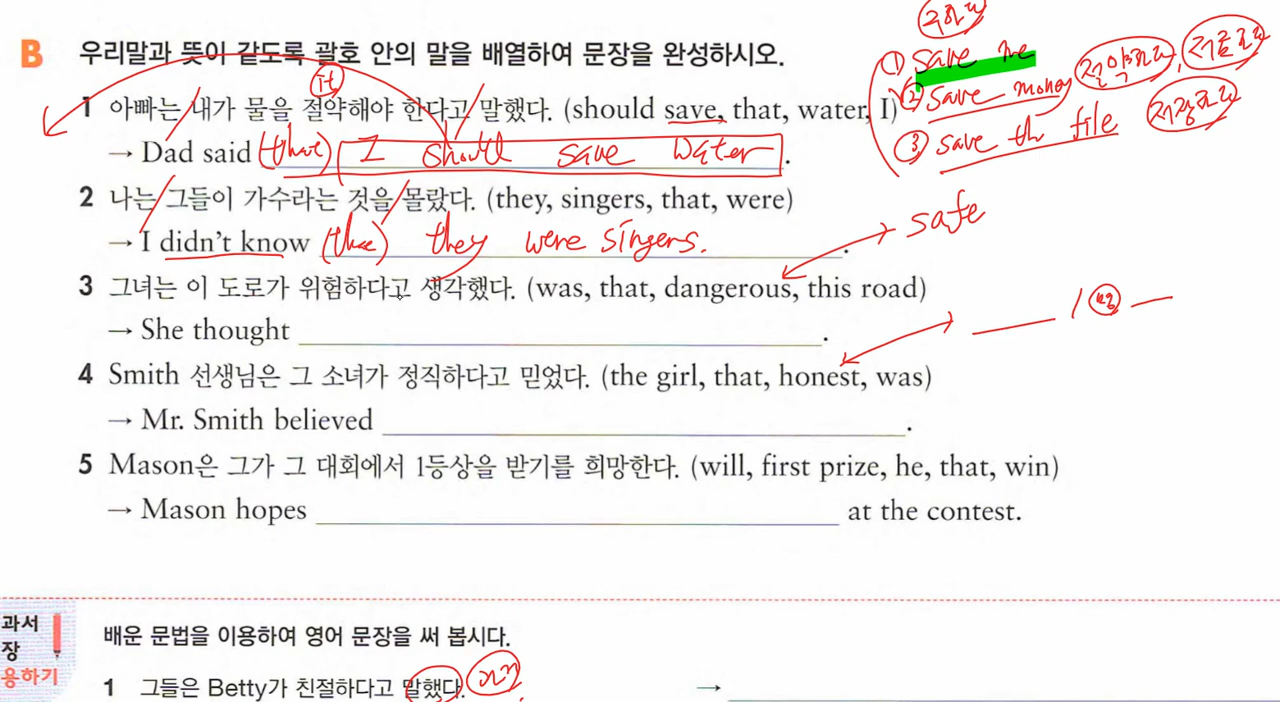 구하다
B 우리말과 뜻이 같도록 괄호 안의 말을 배열하여 문장을 완성하시오.
① save me
② save money 절약하다, 저금하다
③ save the file 저장하다
1 아빠는 내가 물을 절약해야 한다고 말했다. (should save, that, water, I)
→ Dad said (that) I should save water.
2 나는 그들이 가수라는 것을 몰랐다. (they, singers, that, were)
→ I didn't know (that) they were singers.
safe
3 그녀는 이 도로가 위험하다고 생각했다. (was, that, dangerous, this road)
→ She thought .
4 Smith 선생님은 그 소녀가 정직하다고 믿었다. (the girl, that, honest, was)
→ Mr. Smith believed .
5 Mason은 그가 그 대회에서 1등상을 받기를 희망한다. (will, first prize, he, that, win)
→ Mason hopes at the contest.
과서
장
용하기
배운 문법을 이용하여 영어 문장을 써 봅시다.
1 그들은 Betty가 친절하다고 말했다. →